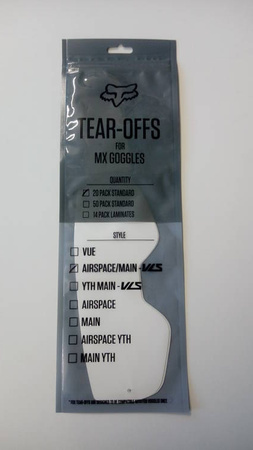 TEAR-OFFS
FOR
MX GOGGLES
QUANTITY
20 PACK STANDARD
50 PACK STANDARD
14 PACK LAMINATES
STYLE
VUE
AIRSPACE/MAIN - VLS
YTH MAIN - VLS
AIRSPACE
MAIN
AIRSPACE YTH
MAIN YTH